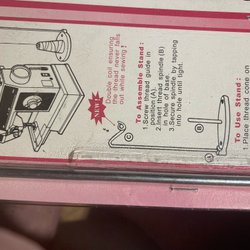 Double coil ensuring
the thread never falls
out while sewing !
NEW!
To Assemble Stand :
1. Screw thread guide in
position (A).
2. Insert thread spindle (B)
in hole of base.
3. Secure spindle by tapping
into hole until tight
To Use Stand :
1. Place thread cone on